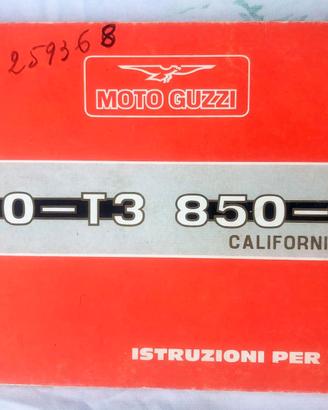 259368
MOTO GUZZI
0-T3 850-
CALIFORNI
ISTRUZIONI PER